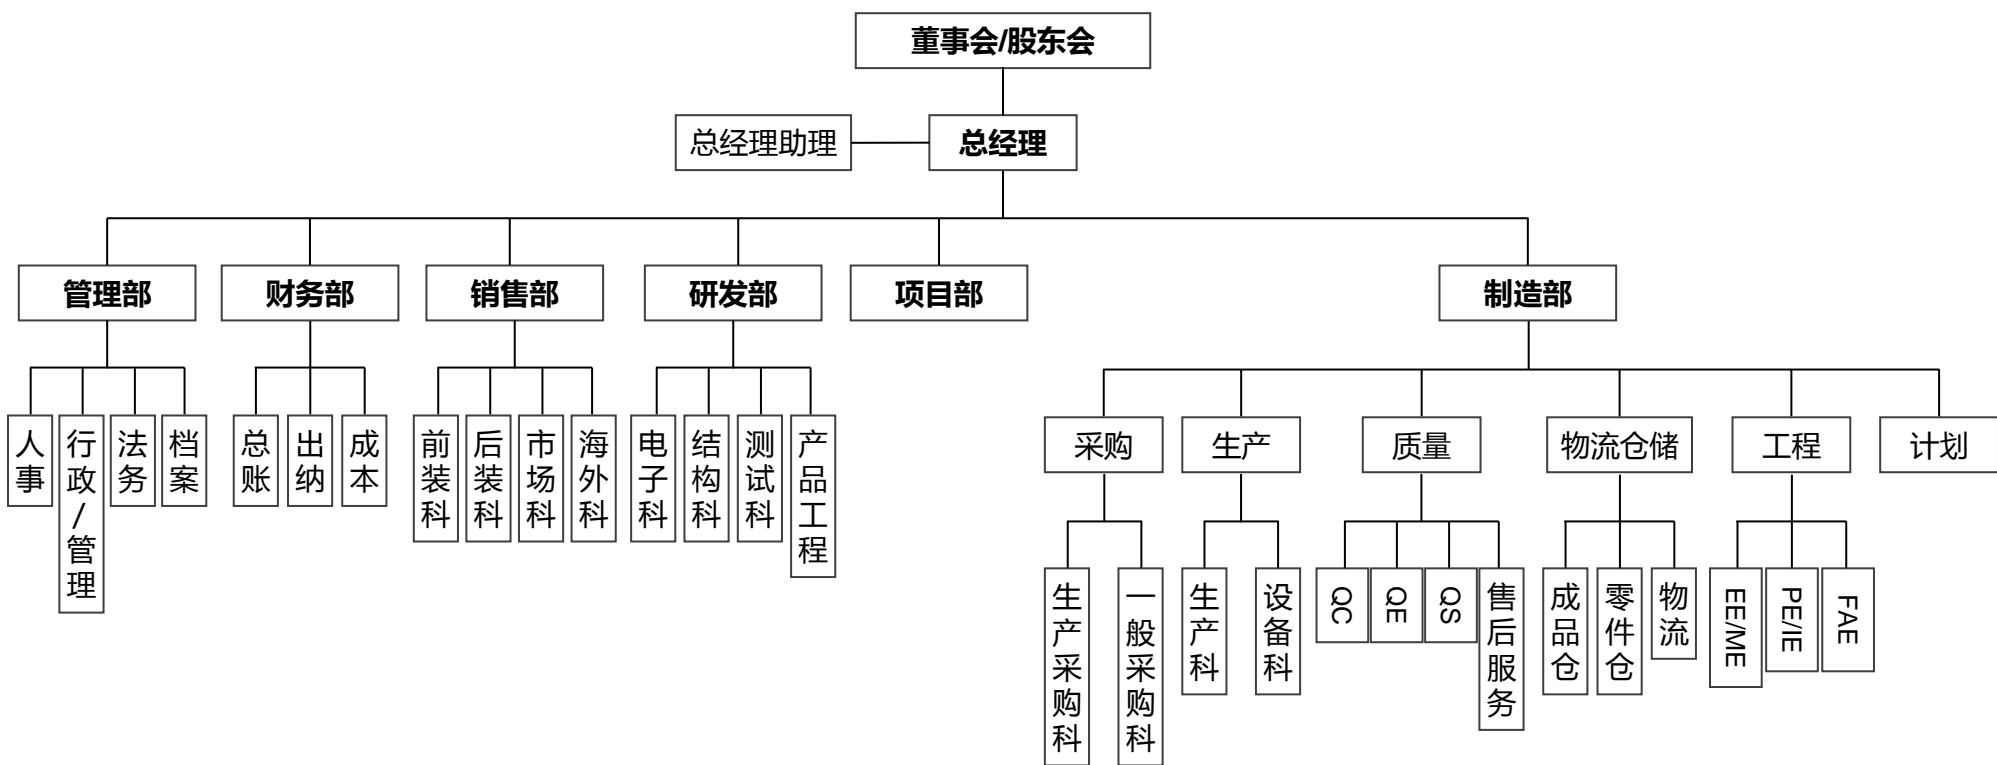 董事会/股东会
总经理助理
总经理
管理部
财务部
销售部
研发部
项目部
制造部
人事
行政/管理
法务
档案
总账
出纳
成本
前装科
后装科
市场科
海外科
电子科
结构科
测试科
产品工程
采购
生产
质量
物流仓储
工程
计划
生产采购科
一般采购科
生产科
设备科
QC
QE
QS
售后服务
成品仓
零件仓
物流
EE/ME
PE/IE
FAE